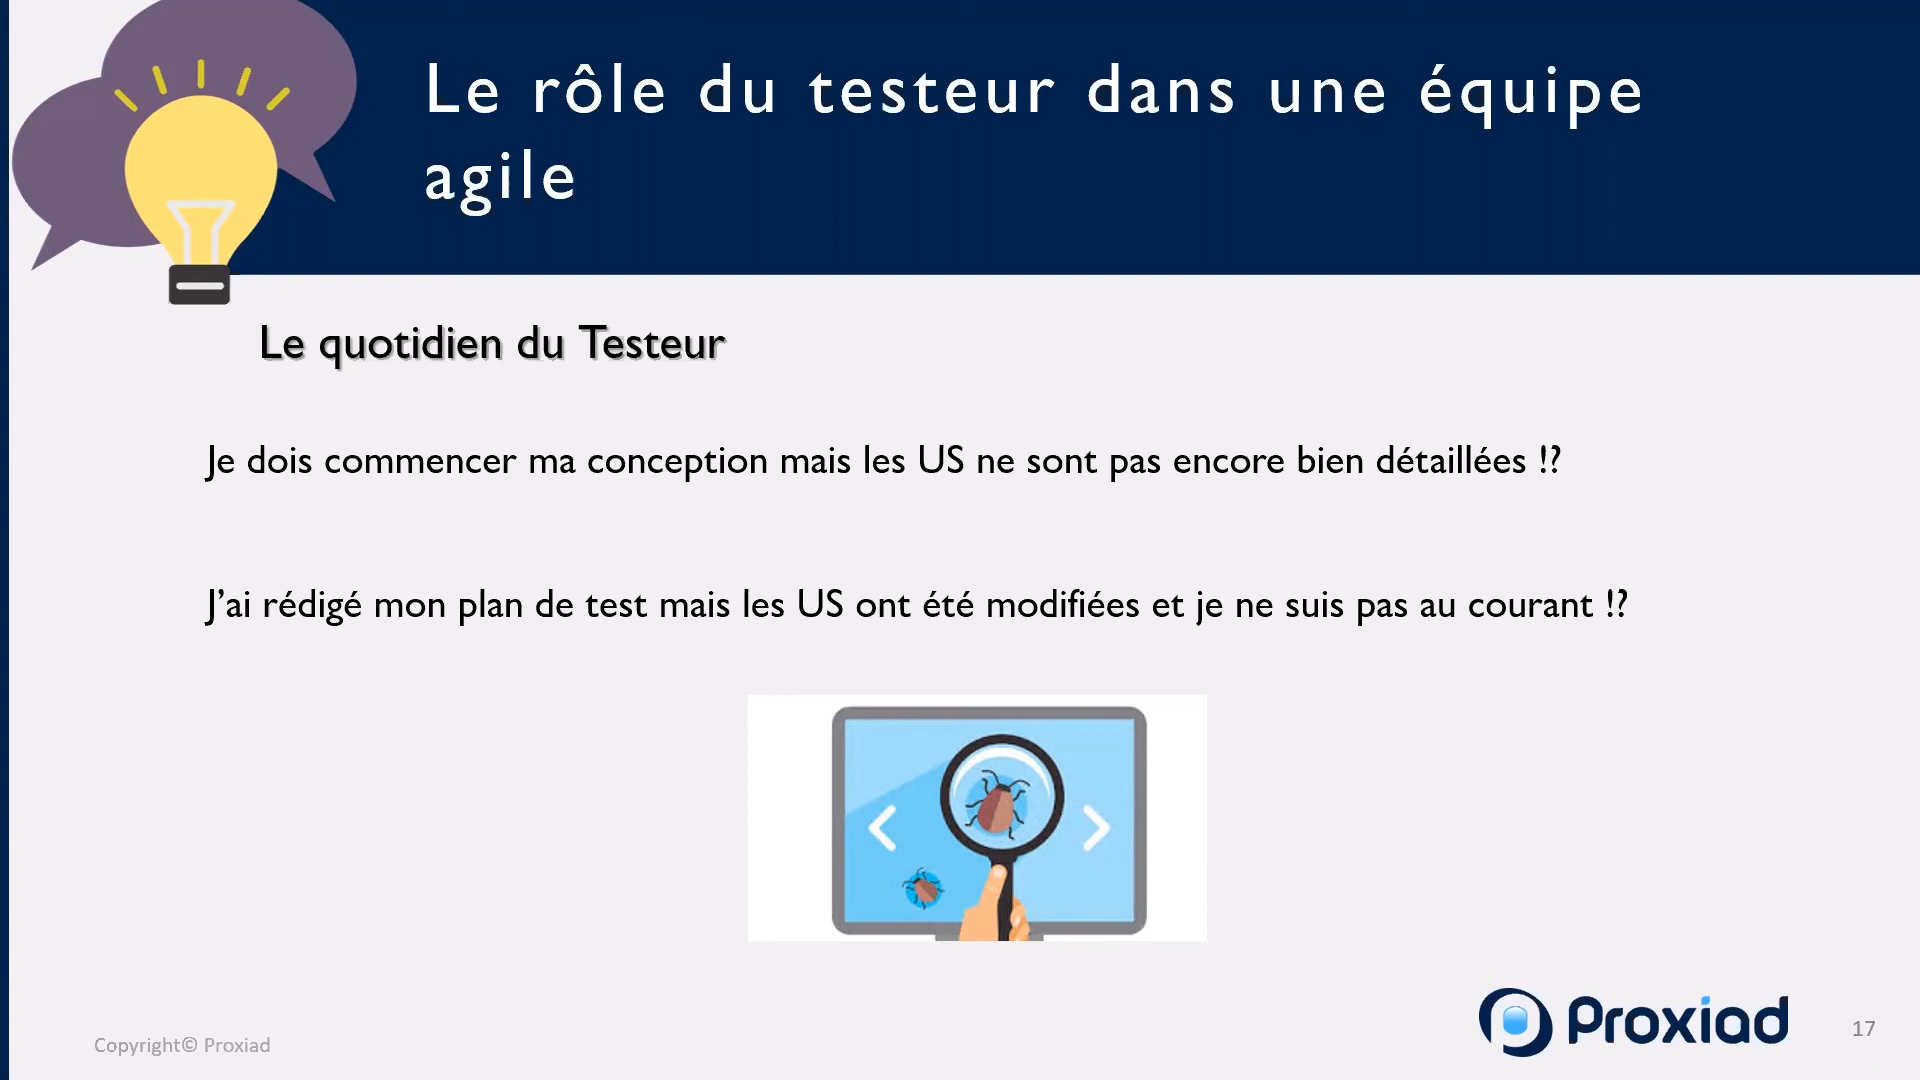 Le rôle du testeur dans une équipe
agile
Le quotidien du Testeur
Je dois commencer ma conception mais les US ne sont pas encore bien détaillées !?
J’ai rédigé mon plan de test mais les US ont été modifiées et je ne suis pas au courant !?
Copyright© Proxiad
Proxiad
17